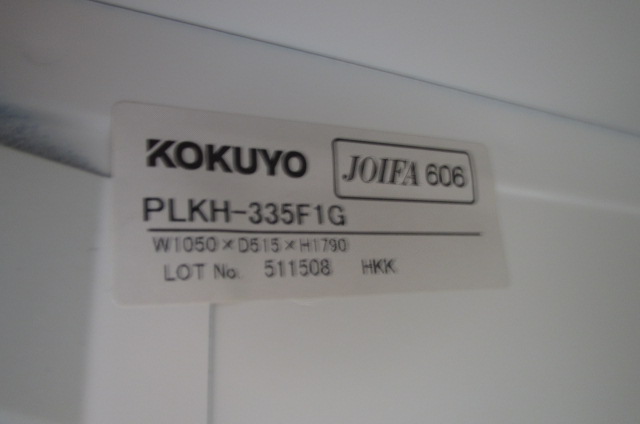 KOKUYO JOIFA 606
PLKH-335F1G
W1050×D515×H1790
LOT No. 511508 HKK